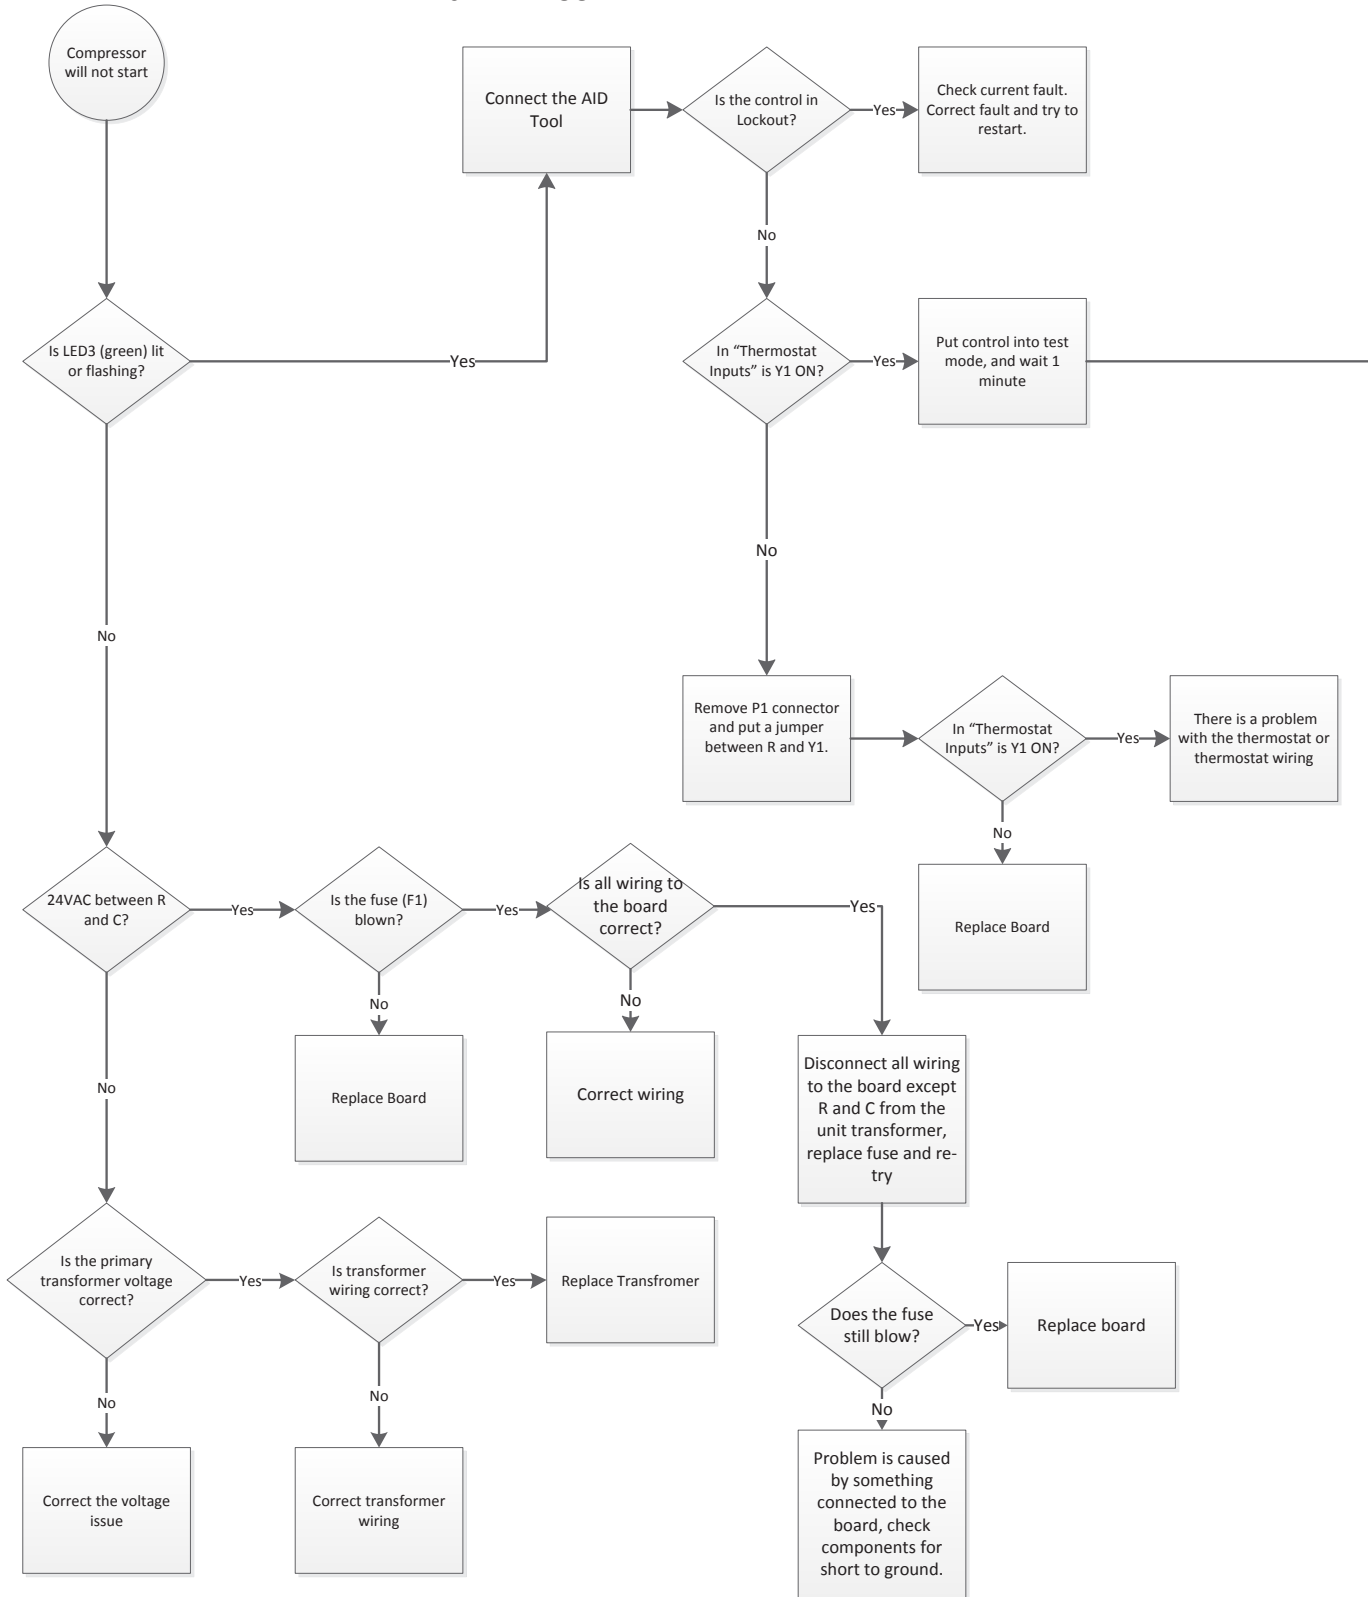 Compressor
will not start
Connect the AID
Tool
Is the control in
Lockout?
Yes
Check current fault.
Correct fault and try to
restart.
No
Is LED3 (green) lit
or flashing?
Yes
In “Thermostat
Inputs” is Y1 ON?
Yes
Put control into test
mode, and wait 1
minute
No
No
Remove P1 connector
and put a jumper
between R and Y1.
In “Thermostat
Inputs” is Y1 ON?
Yes
There is a problem
with the thermostat or
thermostat wiring
No
Replace Board
24VAC between R
and C?
Yes
Is the fuse (F1)
blown?
Yes
Is all wiring to
the board
correct?
Yes
No
Replace Board
No
Correct wiring
Disconnect all wiring
to the board except
R and C from the
unit transformer,
replace fuse and re-
try
No
Is the primary
transformer voltage
correct?
Yes
Is transformer
wiring correct?
Yes
Replace Transfromer
Does the fuse
still blow?
Yes
Replace board
No
Correct the voltage
issue
No
Correct transformer
wiring
No
Problem is caused
by something
connected to the
board, check
components for
short to ground.